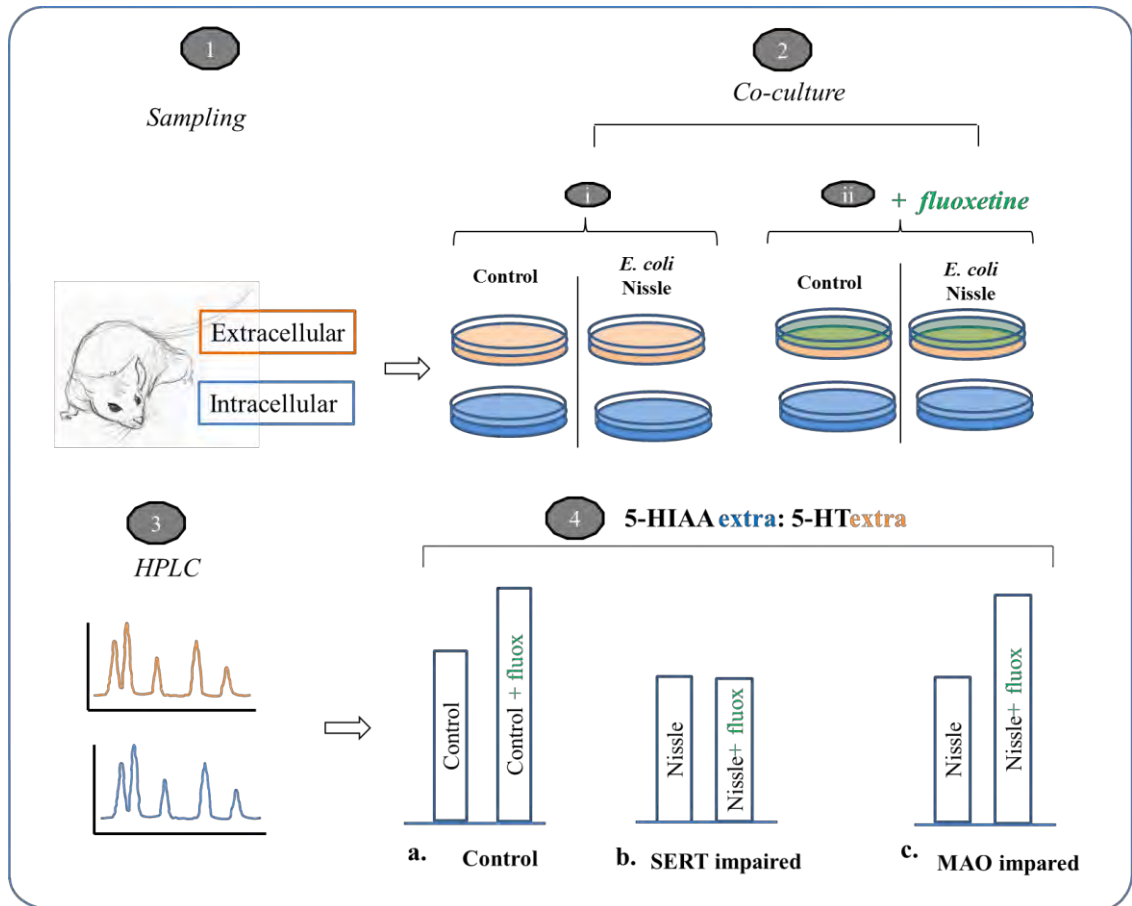 1
Sampling
Extracellular
Intracellular
2
Co-culture
i
Control
E. coli
Nissle
ii
+ fluoxetine
Control
E. coli
Nissle
3
HPLC
4
5-HIAA extra: 5-HTextra
Control
Control + fluox
a. Control
Nissle
Nissle+ fluox
b. SERT impaired
Nissle
Nissle+ fluox
c. MAO impared